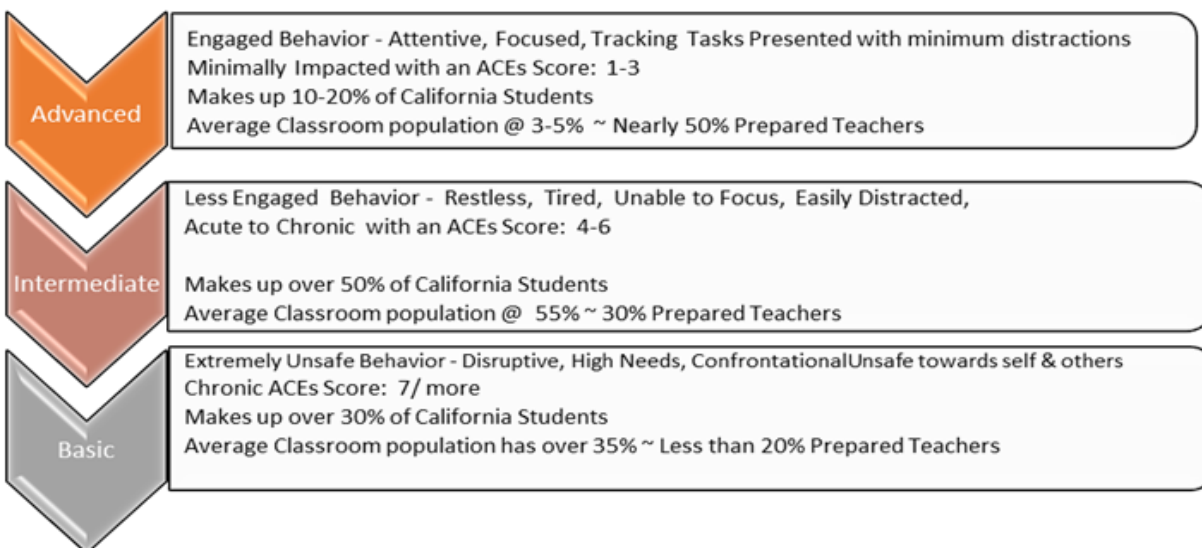 Advanced
Engaged Behavior - Attentive, Focused, Tracking Tasks Presented with minimum distractions
Minimally Impacted with an ACEs Score: 1-3
Makes up 10-20% of California Students
Average Classroom population @ 3-5% ~ Nearly 50% Prepared Teachers
Intermediate
Less Engaged Behavior - Restless, Tired, Unable to Focus, Easily Distracted,
Acute to Chronic with an ACEs Score: 4-6
Makes up over 50% of California Students
Average Classroom population @ 55% ~ 30% Prepared Teachers
Basic
Extremely Unsafe Behavior - Disruptive, High Needs, ConfrontationalUnsafe towards self & others
Chronic ACEs Score: 7/ more
Makes up over 30% of California Students
Average Classroom population has over 35% ~ Less than 20% Prepared Teachers